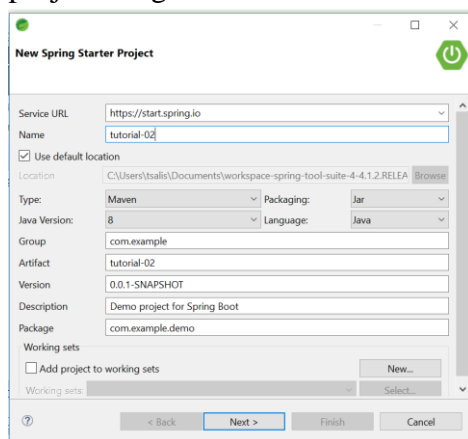 New Spring Starter Project
Service URL https://start.spring.io
Name tutorial-02
Use default location
Location C:\Users\tsalis\Documents\workspace-spring-tool-suite-4-4.1.2.RELEA Browse
Type: Maven Packaging: Jar
Java Version: 8 Language: Java
Group com.example
Artifact tutorial-02
Version 0.0.1-SNAPSHOT
Description Demo project for Spring Boot
Package com.example.demo
Working sets
Add project to working sets New...
Working sets: Select...
? < Back Next > Finish Cancel